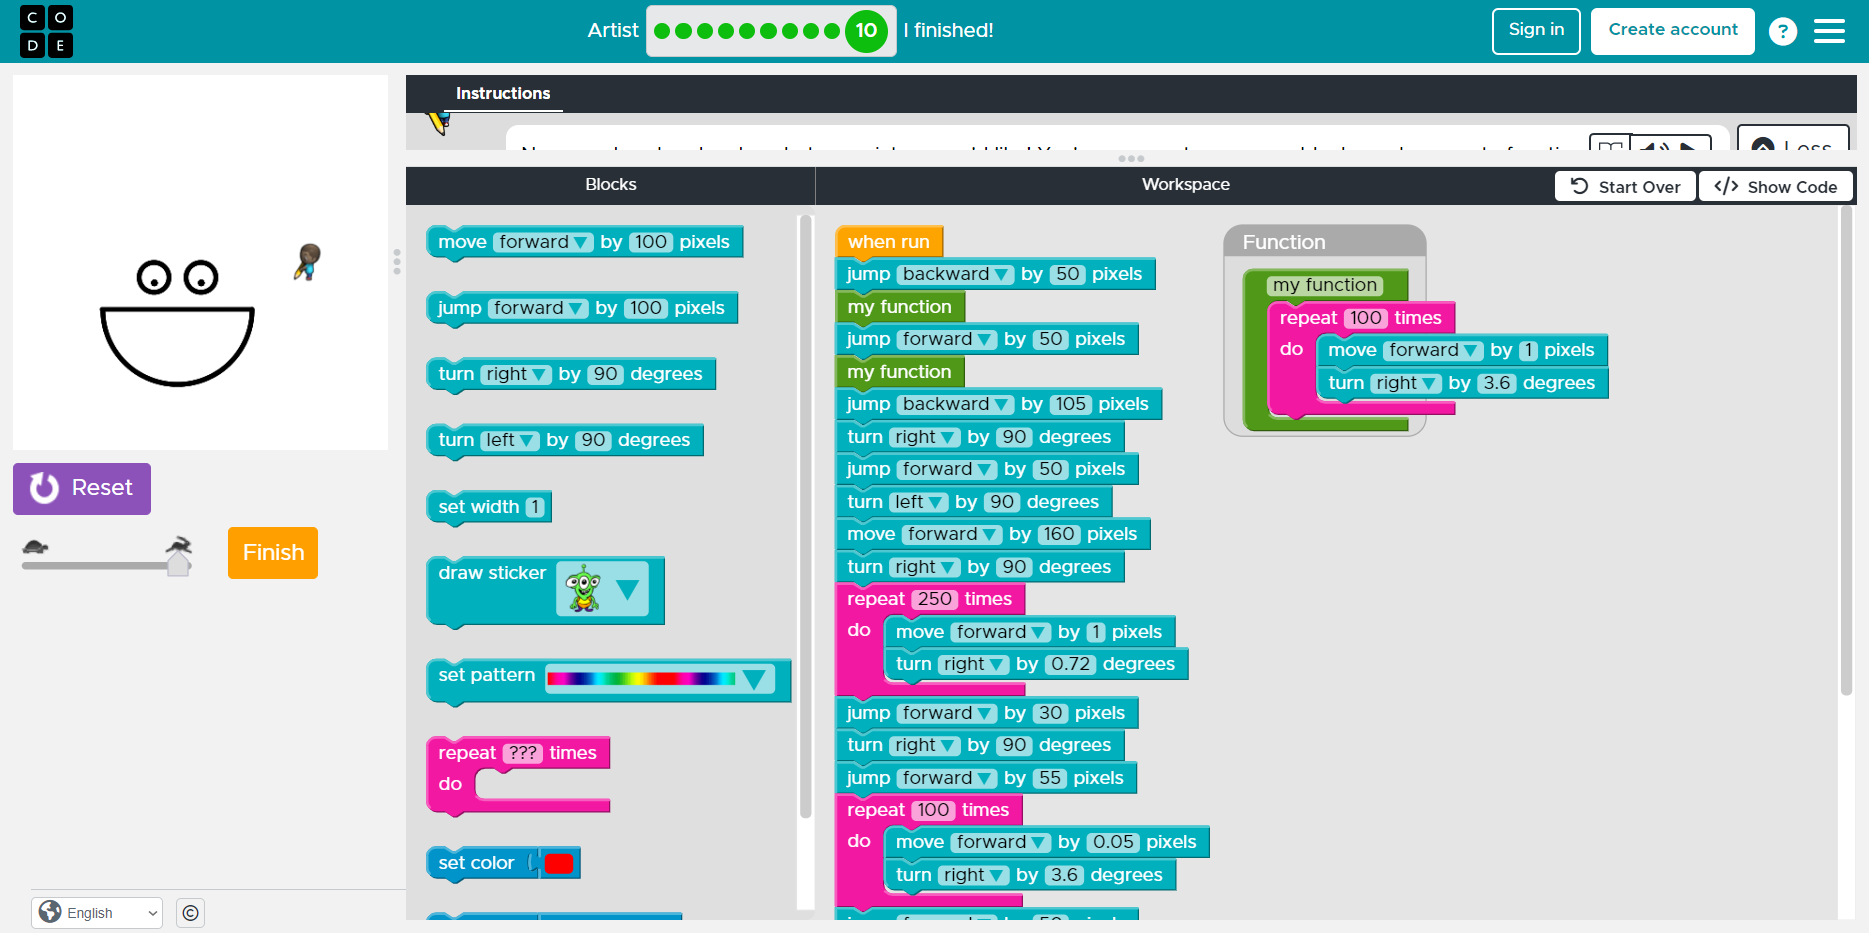 C O
D E
Artist
10
I finished!
Sign in
Create account
?
Instructions
Less
Blocks
Workspace
Start Over
</> Show Code
move forward by 100 pixels
jump forward by 100 pixels
turn right by 90 degrees
turn left by 90 degrees
set width 1
draw sticker
set pattern
repeat ??? times
do
set color
when run
jump backward by 50 pixels
my function
jump forward by 50 pixels
my function
jump backward by 105 pixels
turn right by 90 degrees
jump forward by 50 pixels
turn left by 90 degrees
move forward by 160 pixels
turn right by 90 degrees
repeat 250 times
do
move forward by 1 pixels
turn right by 0.72 degrees
jump forward by 30 pixels
turn right by 90 degrees
jump forward by 55 pixels
repeat 100 times
do
move forward by 0.05 pixels
turn right by 3.6 degrees
Function
my function
repeat 100 times
do
move forward by 1 pixels
turn right by 3.6 degrees
Reset
Finish
English
©